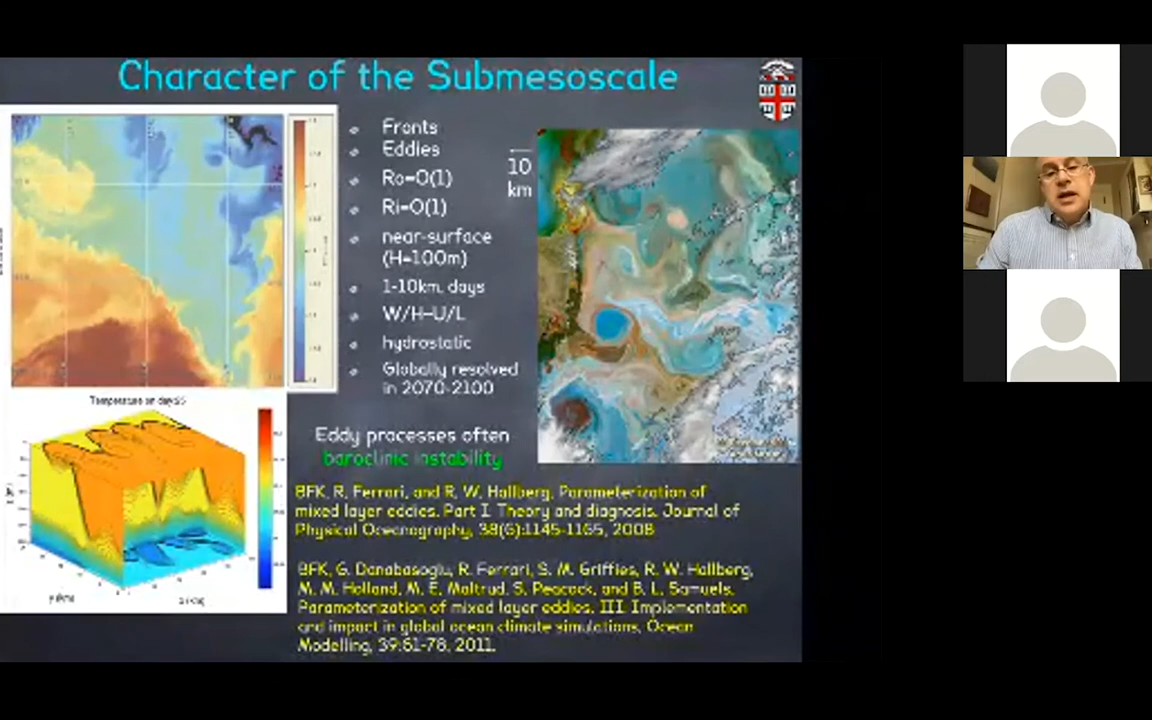 Character of the Submesoscale
Fronts
Eddies
Ro=O(1)
Ri=O(1)
near-surface
(H=100m)
1-10km, days
W/H~U/L
hydrostatic
Globally resolved
in 2070-2100
10
km
Eddy processes often
baroclinic instability
Temperature on day:
BFK, R. Ferrari, and R. W. Hallberg. Parameterization of
mixed layer eddies. Part I: Theory and diagnosis. Journal of
Physical Oceanography, 38(6):1145-1165, 2008
BFK, G. Danabasoglu, R. Ferrari, S. M. Griffies, R. W. Hallberg,
M. M. Holland, M. E. Maltrud, S. Peacock, and B. L. Samuels.
Parameterization of mixed layer eddies. III: Implementation
and impact in global ocean climate simulations. Ocean
Modelling, 39:61-78, 2011.